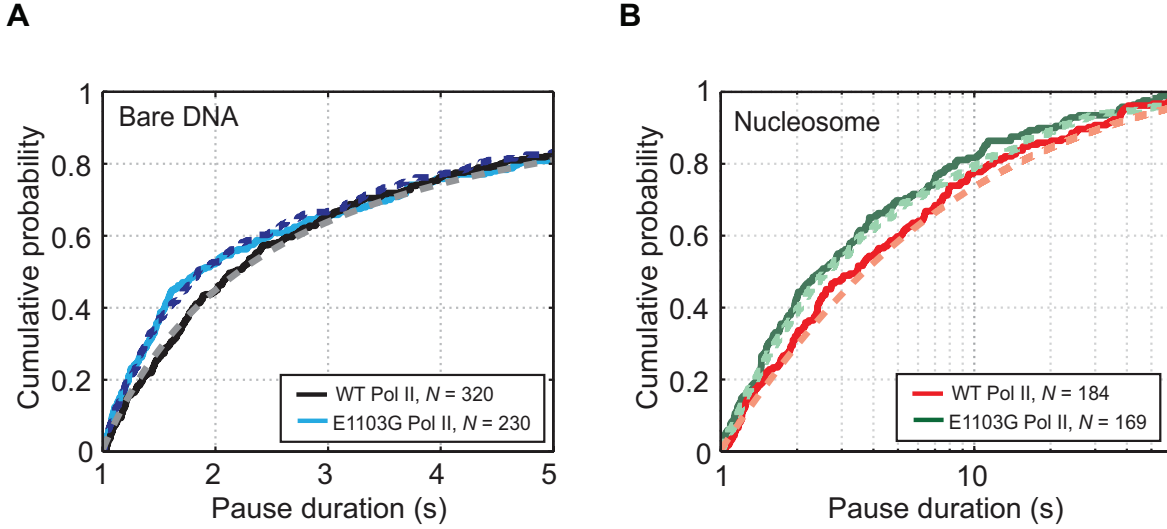 A
Cumulative probability
1
0.8
0.6
0.4
0.2
0
Bare DNA
WT Pol II, N = 320
E1103G Pol II, N = 230
1 2 3 4 5
Pause duration (s)
B
Cumulative probability
1
0.8
0.6
0.4
0.2
0
Nucleosome
WT Pol II, N = 184
E1103G Pol II, N = 169
1 10
Pause duration (s)